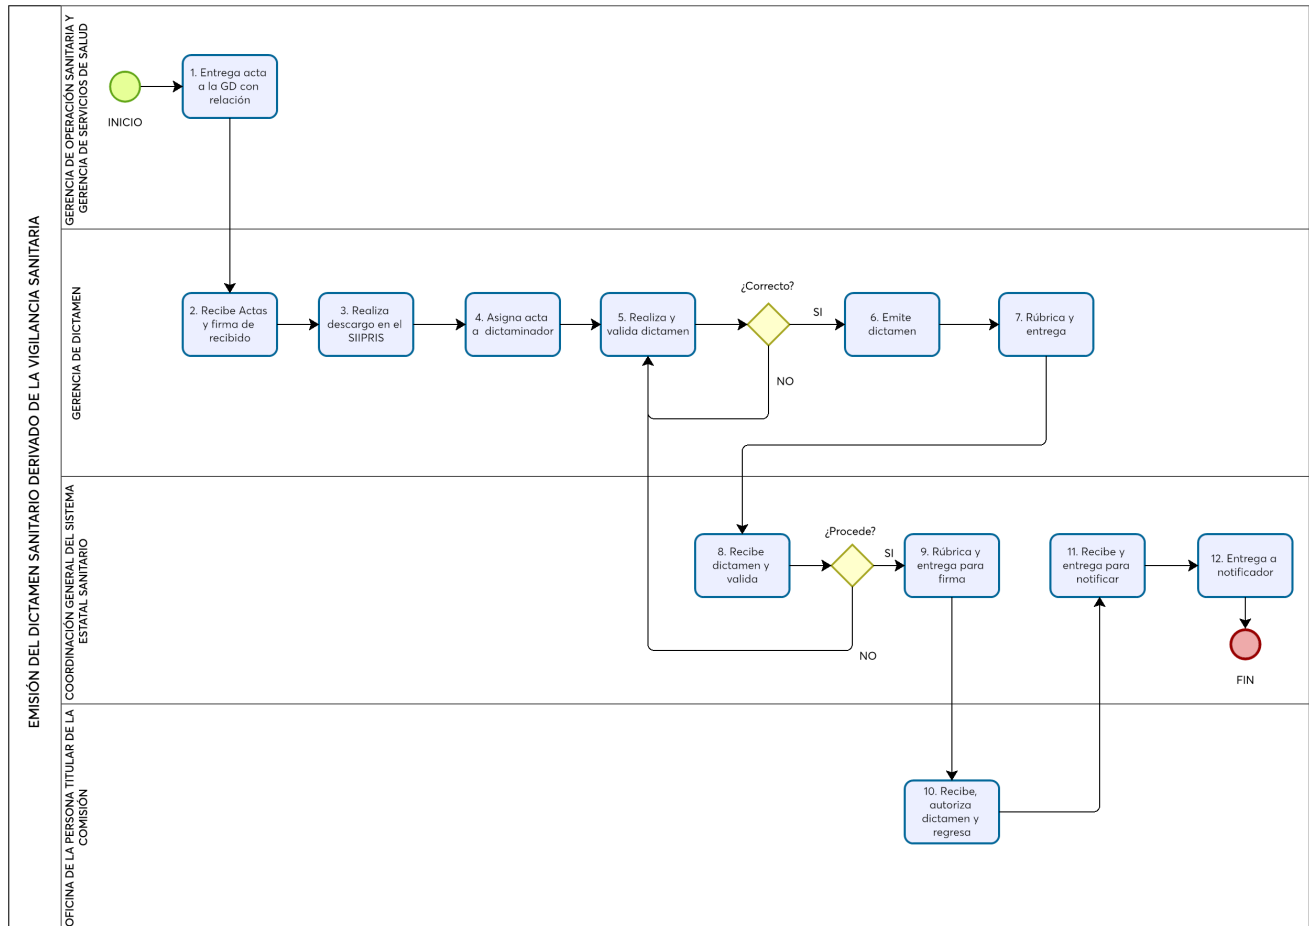 EMISIÓN DEL DICTAMEN SANITARIO DERIVADO DE LA VIGILANCIA SANITARIA
GERENCIA DE OPERACIÓN SANITARIA Y
GERENCIA DE SERVICIOS DE SALUD
INICIO
1. Entrega acta
a la GD con
relación
GERENCIA DE DICTAMEN
2. Recibe Actas
y firma de
recibido
3. Realiza
descargo en el
SIIPRIS
4. Asigna acta
a dictaminador
5. Realiza y
valida dictamen
¿Correcto?
SI
NO
6. Emite
dictamen
7. Rúbrica y
entrega
COORDINACIÓN GENERAL DEL SISTEMA
ESTATAL SANITARIO
8. Recibe
dictamen y
valida
¿Procede?
SI
NO
9. Rúbrica y
entrega para
firma
11. Recibe y
entrega para
notificar
12. Entrega a
notificador
FIN
OFICINA DE LA PERSONA TITULAR DE LA
COMISIÓN
10. Recibe,
autoriza
dictamen y
regresa